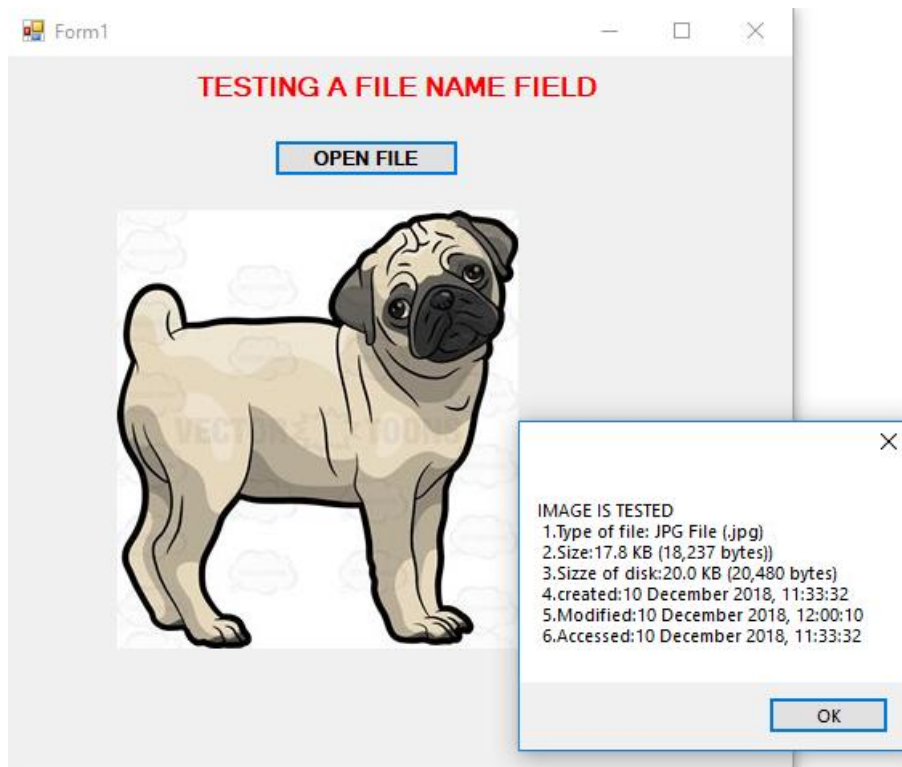 Form1
TESTING A FILE NAME FIELD
OPEN FILE
VECTOR TOONS
IMAGE IS TESTED
1.Type of file: JPG File (.jpg)
2.Size:17.8 KB (18,237 bytes))
3.Sizze of disk:20.0 KB (20,480 bytes)
4.created:10 December 2018, 11:33:32
5.Modified:10 December 2018, 12:00:10
6.Accessed:10 December 2018, 11:33:32
OK